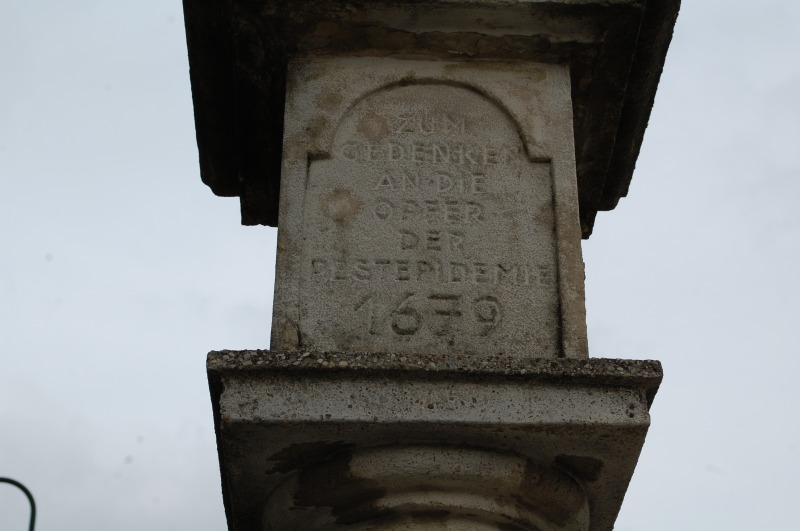 ZUM
GEDENKEN
AN DIE
OPFER
DER
PESTEPIDEMIE
1679